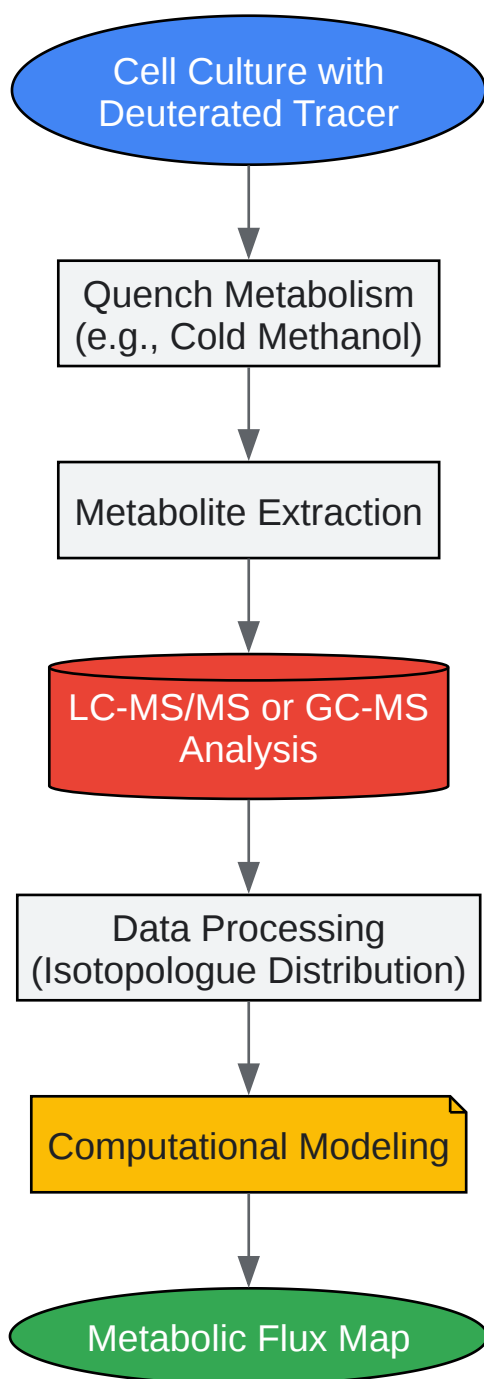 Cell Culture with
Deuterated Tracer
Quench Metabolism
(e.g., Cold Methanol)
Metabolite Extraction
LC-MS/MS or GC-MS
Analysis
Data Processing
(Isotopologue Distribution)
Computational Modeling
Metabolic Flux Map